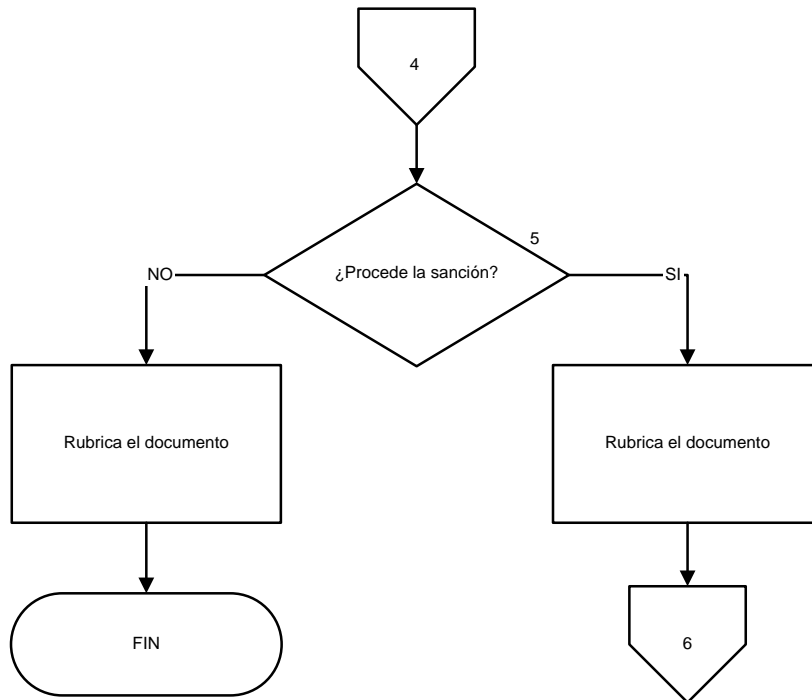 4
5
¿Procede la sanción?
NO
SI
Rubrica el documento
Rubrica el documento
FIN
6